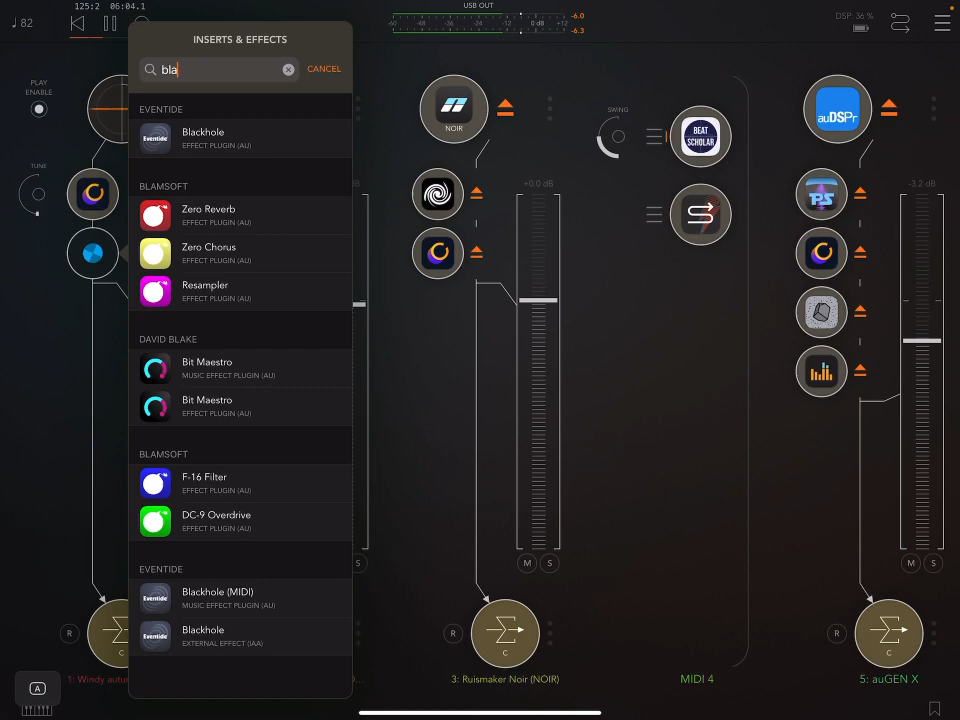 125:2 06:04.1
♩ 82
USB OUT
-60 -48 -36 -24 -12 0 dB +12
-6.0
-6.3
DSP: 36 %
INSERTS & EFFECTS
bla
CANCEL
EVENTIDE
Eventide
Blackhole
EFFECT PLUGIN (AU)
BLAMSOFT
Zero Reverb
EFFECT PLUGIN (AU)
Zero Chorus
EFFECT PLUGIN (AU)
Resampler
EFFECT PLUGIN (AU)
DAVID BLAKE
Bit Maestro
MUSIC EFFECT PLUGIN (AU)
Bit Maestro
EFFECT PLUGIN (AU)
BLAMSOFT
F-16 Filter
EFFECT PLUGIN (AU)
DC-9 Overdrive
EFFECT PLUGIN (AU)
EVENTIDE
Eventide
Blackhole (MIDI)
MUSIC EFFECT PLUGIN (AU)
Eventide
Blackhole
EXTERNAL EFFECT (IAA)
PLAY
ENABLE
TUNE
R
C
A
S
NOIR
+0.0 dB
M S
R
C
3: Ruismaker Noir (NOIR)
SWING
BEAT
SCHOLAR
MIDI 4
auDSPr
PS
-3.2 dB
M S
R
C
5: auGEN X